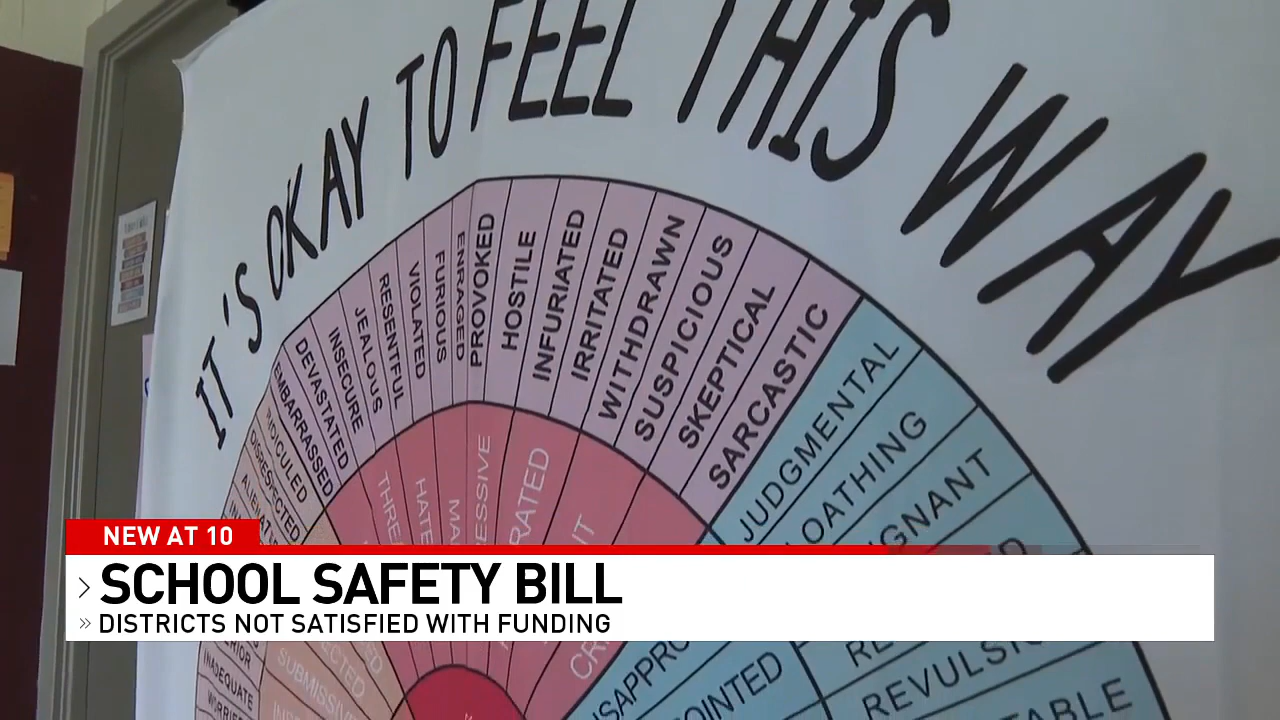 IT'S OKAY TO FEEL THIS WAY
EMBARRASSED
DEVASTATED
INSECURE
JEALOUS
RESENTFUL
VIOLATED
FURIOUS
ENRAGED
PROVOKED
HOSTILE
INFURIATED
IRRITATED
WITHDRAWN
SUSPICIOUS
SKEPTICAL
SARCASTIC
JUDGMENTAL
LOATHING
RIDICULED
DISRESPECTED
NEW AT 10
SCHOOL SAFETY BILL
DISTRICTS NOT SATISFIED WITH FUNDING
INADEQUATE
SUBMISSIVE